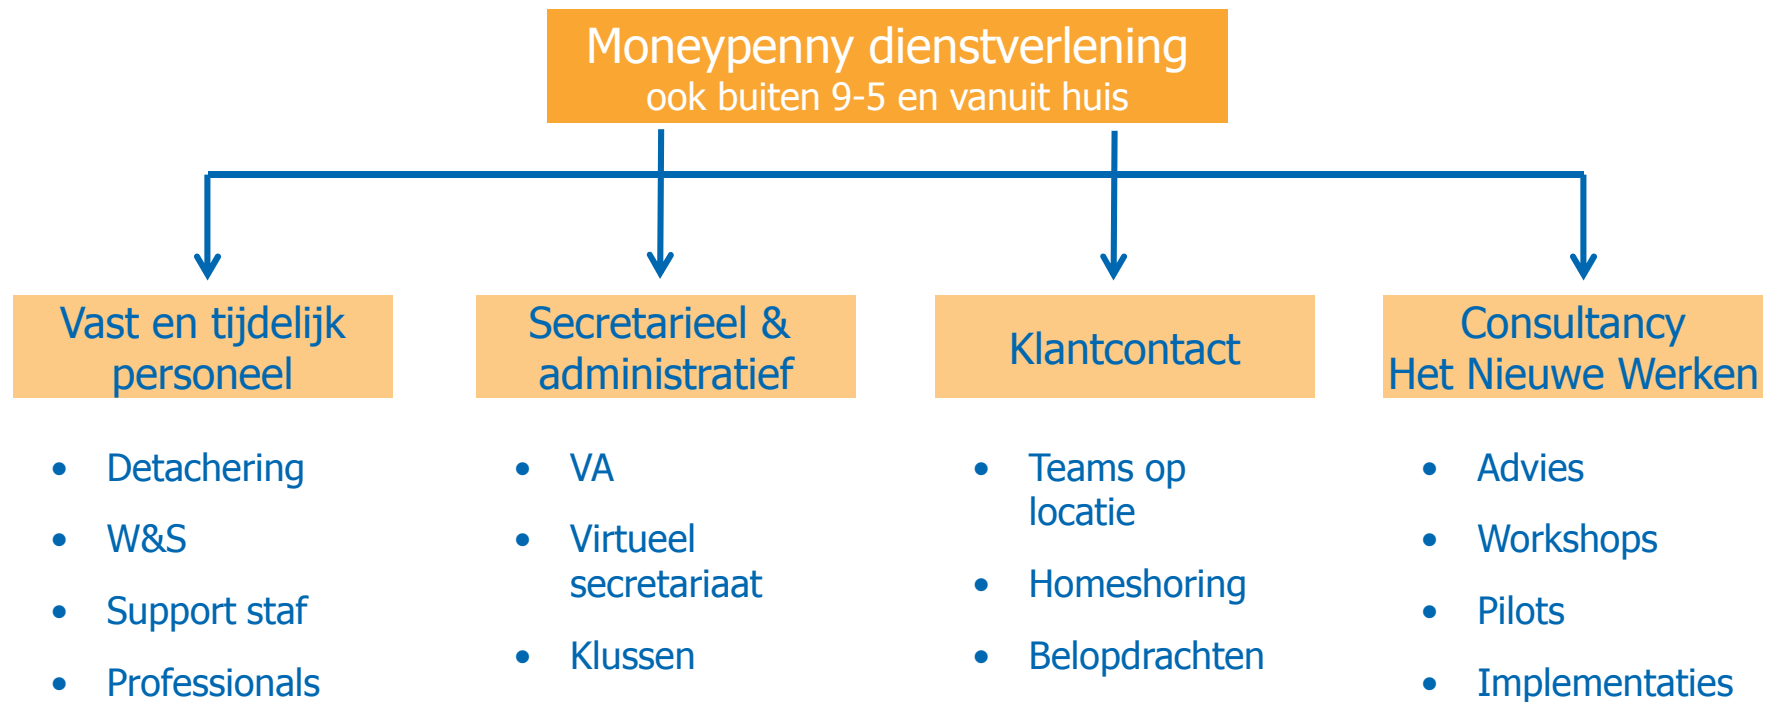 Moneypenny dienstverlening
ook buiten 9-5 en vanuit huis
Vast en tijdelijk
personeel
• Detachering
• W&S
• Support staf
• Professionals
Secretarieel &
administratief
• VA
• Virtueel
secretariaat
• Klussen
Klantcontact
• Teams op
locatie
• Homeshoring
• Belopdrachten
Consultancy
Het Nieuwe Werken
• Advies
• Workshops
• Pilots
• Implementaties